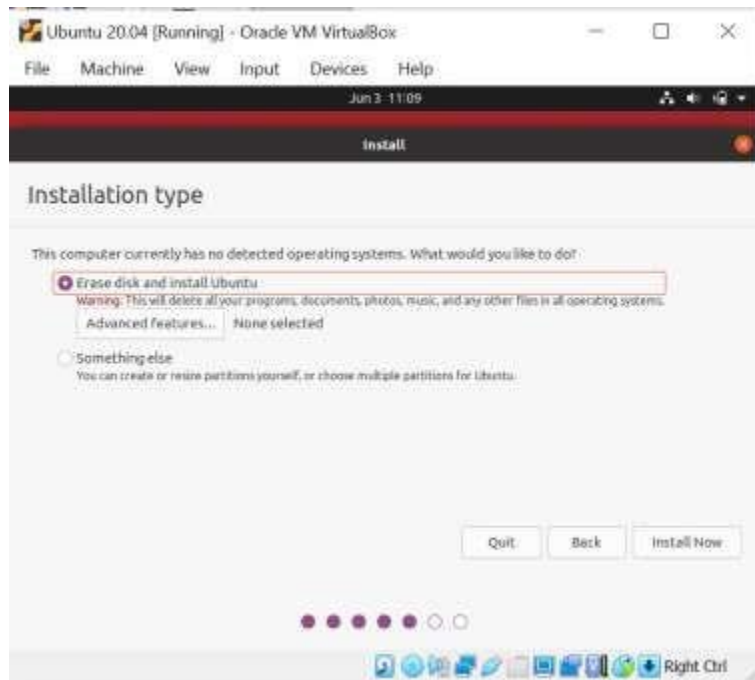 Ubuntu 20.04 [Running] - Oracle VM VirtualBox
File Machine View Input Devices Help
Jun 3 11:09
Install
Installation type
This computer currently has no detected operating systems. What would you like to do?
Erase disk and install Ubuntu
Warning: This will delete all your programs, documents, photos, music, and any other files in all operating systems.
Advanced features... None selected
Something else
You can create or resize partitions yourself, or choose multiple partitions for Ubuntu.
Quit Back Install Now
Right Ctrl